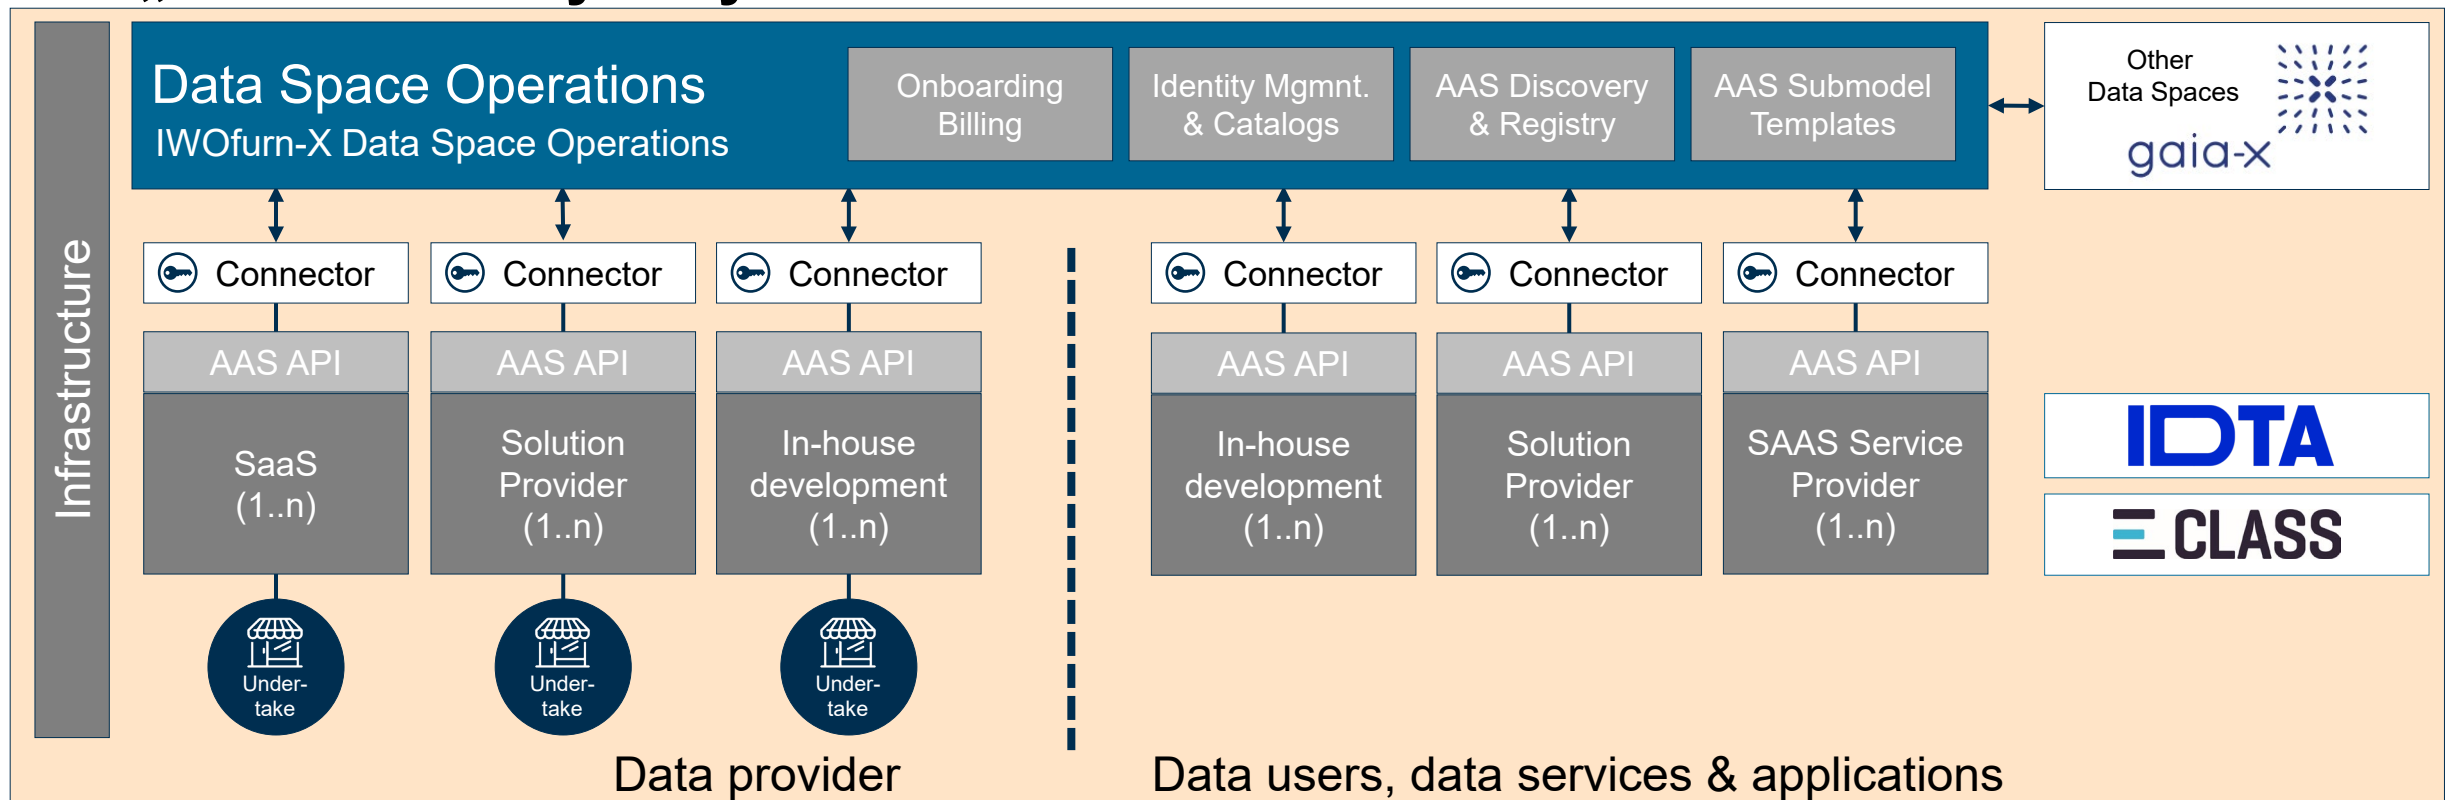 Infrastructure
Data Space Operations
IWOfurn-X Data Space Operations
Onboarding
Billing
Identity Mgmnt.
& Catalogs
AAS Discovery
& Registry
AAS Submodel
Templates
Other
Data Spaces
gaia-x
Connector
Connector
Connector
Connector
Connector
Connector
AAS API
AAS API
AAS API
AAS API
AAS API
AAS API
SaaS
(1..n)
Solution
Provider
(1..n)
In-house
development
(1..n)
In-house
development
(1..n)
Solution
Provider
(1..n)
SAAS Service
Provider
(1..n)
IDTA
ECLASS
Under-
take
Under-
take
Under-
take
Data provider
Data users, data services & applications